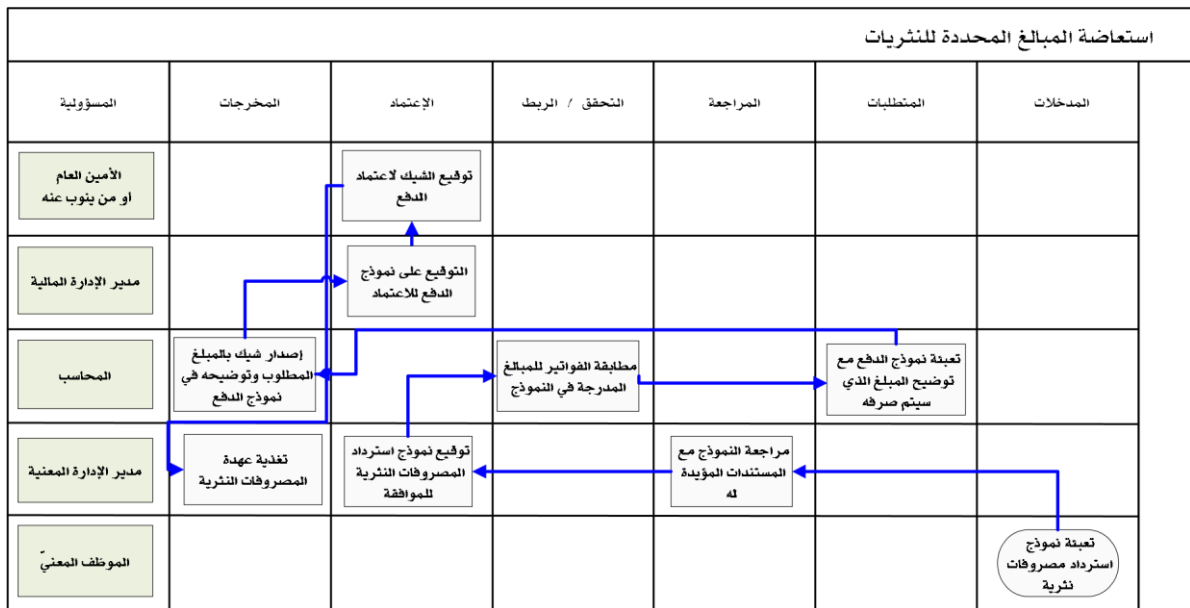 استعاضة المبالغ المحددة للنثريات
المدخلات
المتطلبات
المراجعة
التحقق / الربط
الإعتماد
المخرجات
المسؤولية
توقيع الشيك لاعتماد
الدفع
الأمين العام
او من ينوب عنه
التوقيع على نموذج
الدفع للاعتماد
مدير الإدارة المالية
تعبئة نموذج الدفع مع
توضيح المبلغ الذي
سيتم صرفه
مطابقة الفواتير للمبالغ
المدرجة في النموذج
إصدار شيك بالمبلغ
المطلوب وتوضيحه في
نموذج الدفع
المحاسب
مراجعة النموذج مع
المستندات المؤيدة
له
توقيع نموذج استرداد
المصروفات النثرية
للموافقة
تغذية عهدة
المصروفات النثرية
مدير الإدارة المعنية
تعبئة نموذج
استرداد مصروفات
نثرية
الموظف المعنيّ